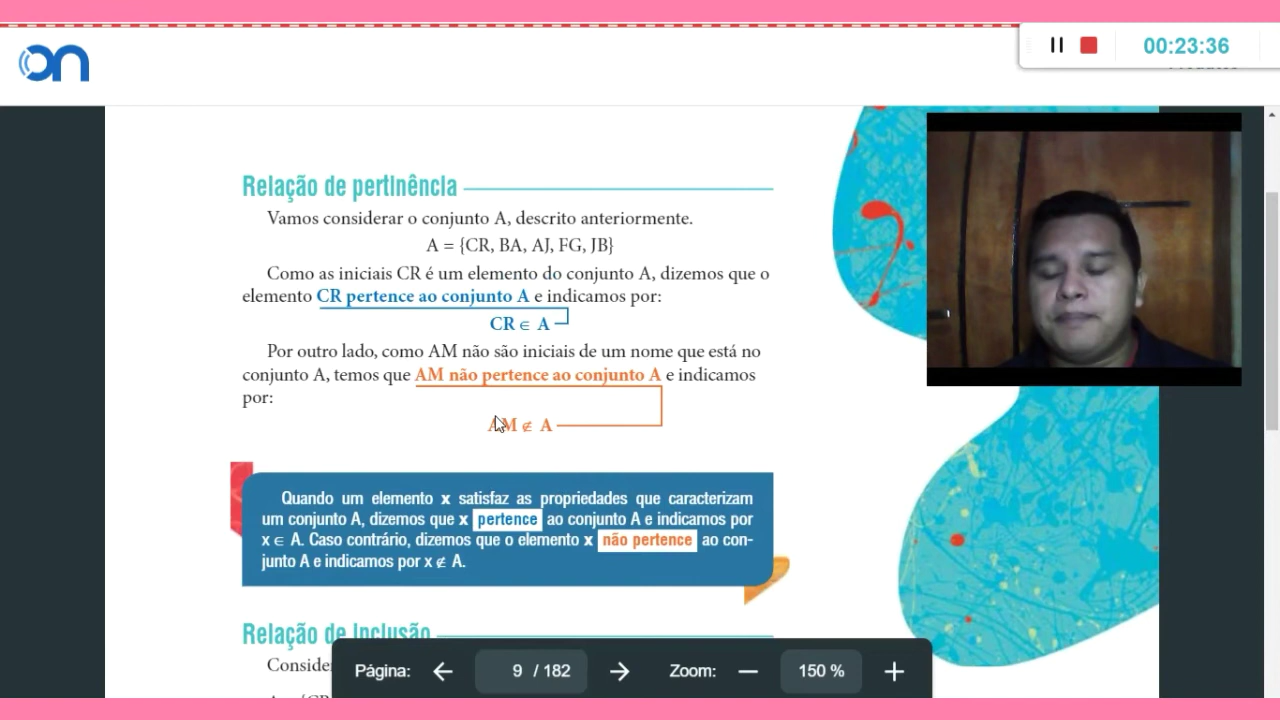 on
00:23:36
Relação de pertinência
Vamos considerar o conjunto A, descrito anteriormente.
A = {CR, BA, AJ, FG, JB}
Como as iniciais CR é um elemento do conjunto A, dizemos que o
elemento CR pertence ao conjunto A e indicamos por:
CR ∈ A
Por outro lado, como AM não são iniciais de um nome que está no
conjunto A, temos que AM não pertence ao conjunto A e indicamos
por:
AM ∉ A
Quando um elemento x satisfaz as propriedades que caracterizam
um conjunto A, dizemos que x pertence ao conjunto A e indicamos por
x ∈ A. Caso contrário, dizemos que o elemento x não pertence ao con-
junto A e indicamos por x ∉ A.
Relação de inclusão
Página: 9 / 182 Zoom: 150 %